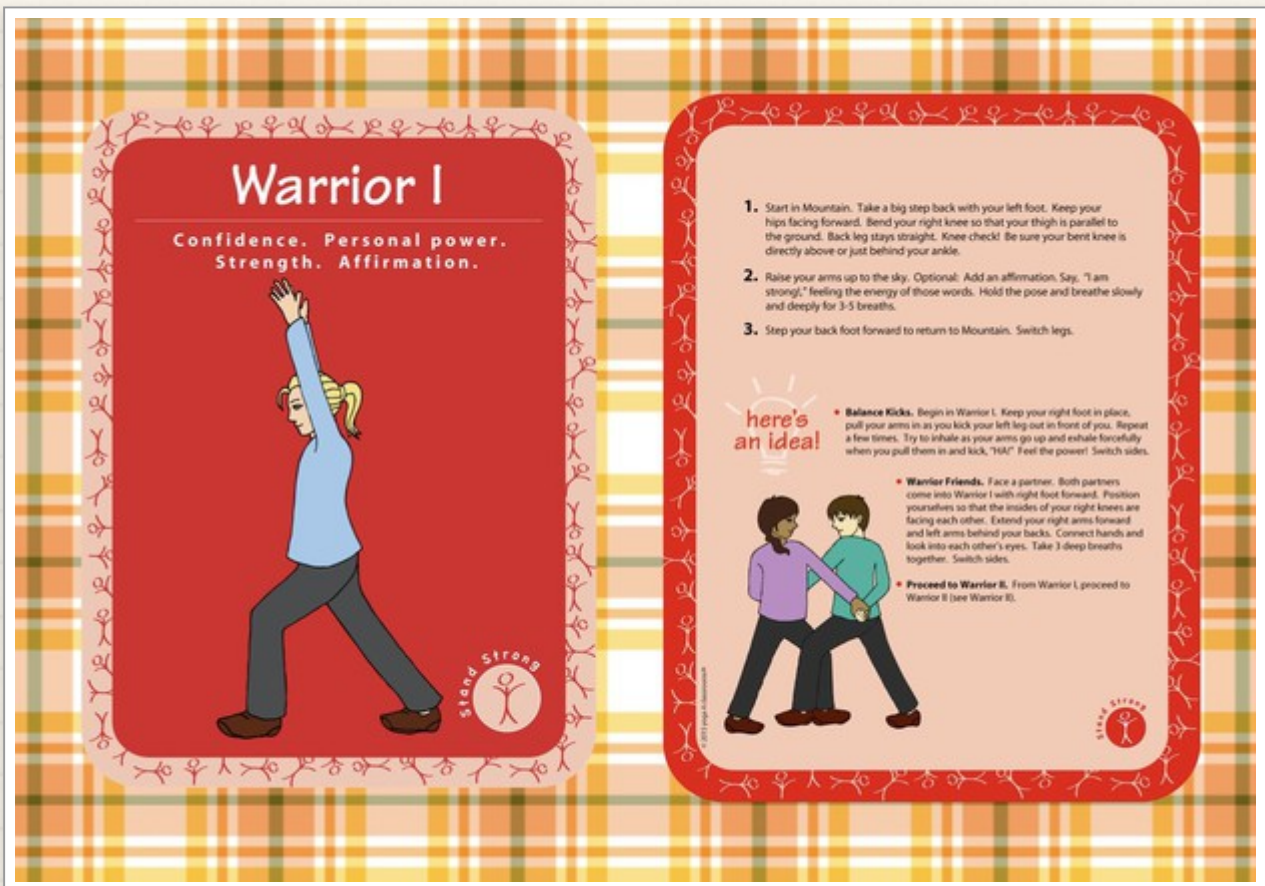 Warrior I
Confidence. Personal power.
Strength. Affirmation.
Stand Strong
1. Start in Mountain. Take a big step back with your left foot. Keep your
hips facing forward. Bend your right knee so that your thigh is parallel to
the ground. Back leg stays straight. Knee check! Be sure your bent knee is
directly above or just behind your ankle.
2. Raise your arms up to the sky. Optional: Add an affirmation. Say, "I am
strong!," feeling the energy of those words. Hold the pose and breathe slowly
and deeply for 3-5 breaths.
3. Step your back foot forward to return to Mountain. Switch legs.
here's
an idea!
• Balance Kicks. Begin in Warrior I. Keep your right foot in place,
pull your arms in as you kick your left leg out in front of you. Repeat
a few times. Try to inhale as your arms go up and exhale forcefully
when you pull them in and kick, "HA!" Feel the power! Switch sides.
• Warrior Friends. Face a partner. Both partners
come into Warrior I with right foot forward. Position
yourselves so that the insides of your right knees are
facing each other. Extend your right arms forward
and left arms behind your backs. Connect hands and
look into each other's eyes. Take 3 deep breaths
together. Switch sides.
• Proceed to Warrior II. From Warrior I, proceed to
Warrior II (see Warrior II).
Stand Strong